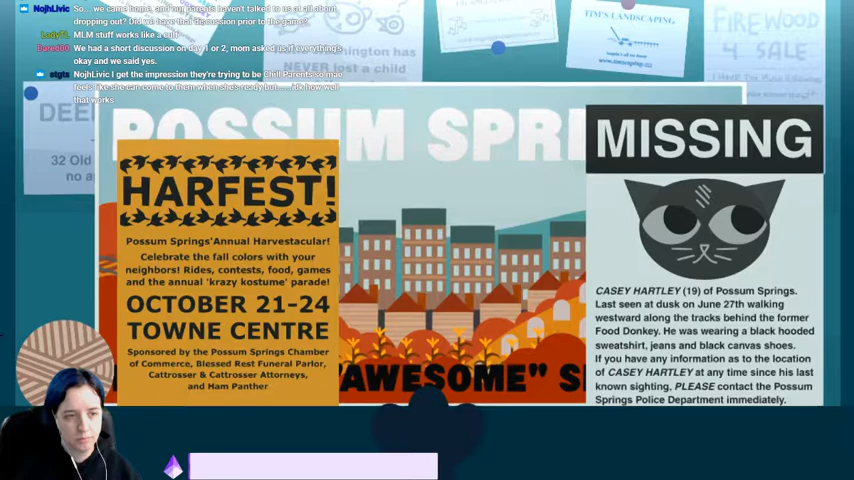 NojhLivic So... we came home, and our parents haven't talked to us at all about
dropping out? Did we have that discussion prior to the game?
LadyTL MLM stuff works like a cult
Dared00 We had a short discussion on day 1 or 2, mom asked us if everything's
okay and we said yes.
stgts NojhLivic I get the impression they're trying to be Chill Parents so mae
feels like she can come to them when she's ready but...... idk how well
that works
NEVER LOST a child
TIM'S LANDSCAPING
FIREWOOD
4 SALE
DEE
32 Old
no a
POSSUM SPRI
"AWESOME" S
HARFEST!
Possum Springs' Annual Harvestacular!
Celebrate the fall colors with your
neighbors! Rides, contests, food, games
and the annual 'krazy kostume' parade!
OCTOBER 21-24
TOWNE CENTRE
Sponsored by the Possum Springs Chamber
of Commerce, Blessed Rest Funeral Parlor,
Cattrosser & Cattrosser Attorneys,
and Ham Panther
MISSING
CASEY HARTLEY (19) of Possum Springs.
Last seen at dusk on June 27th walking
westward along the tracks behind the former
Food Donkey. He was wearing a black hooded
sweatshirt, jeans and black canvas shoes.
If you have any information as to the location
of CASEY HARTLEY at any time since his last
known sighting, PLEASE contact the Possum
Springs Police Department immediately.